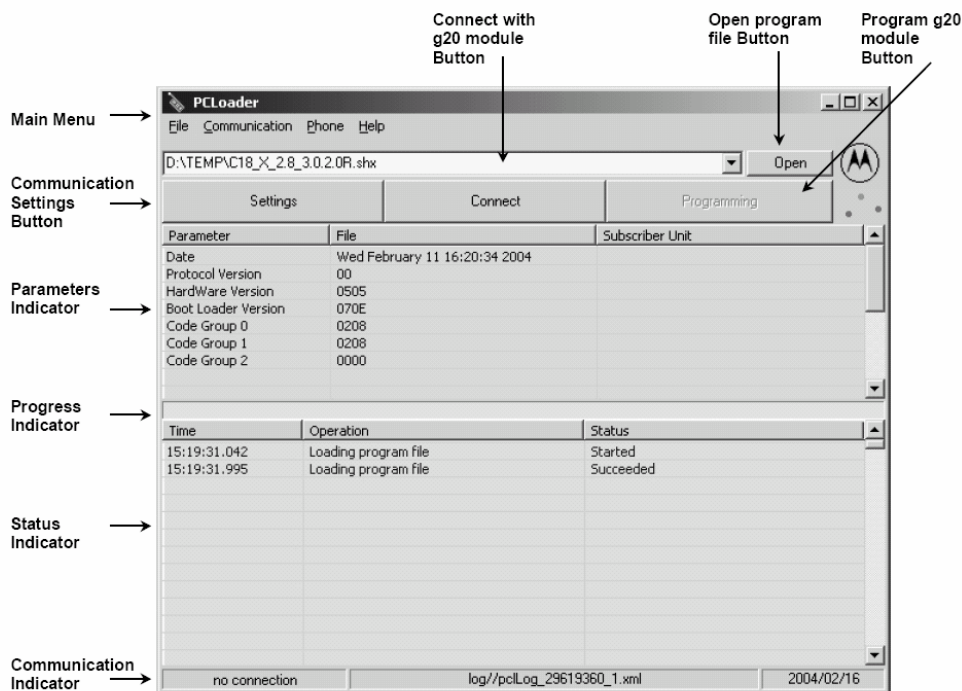 Connect with
g20 module
Button
Open program
file Button
Program g20
module
Button
Main Menu
PCLoader
File Communication Phone Help
D:\TEMP\C18_X_2.8_3.0.2.0R.shx
Open
Communication
Settings
Button
Settings Connect Programming
Parameter File Subscriber Unit
Date Wed February 11 16:20:34 2004
Protocol Version 00
HardWare Version 0505
Boot Loader Version 070E
Code Group 0 0208
Code Group 1 0208
Code Group 2 0000
Parameters
Indicator
Progress
Indicator
Time Operation Status
15:19:31.042 Loading program file Started
15:19:31.995 Loading program file Succeeded
Status
Indicator
Communication
Indicator
no connection log//pclLog_29619360_1.xml 2004/02/16